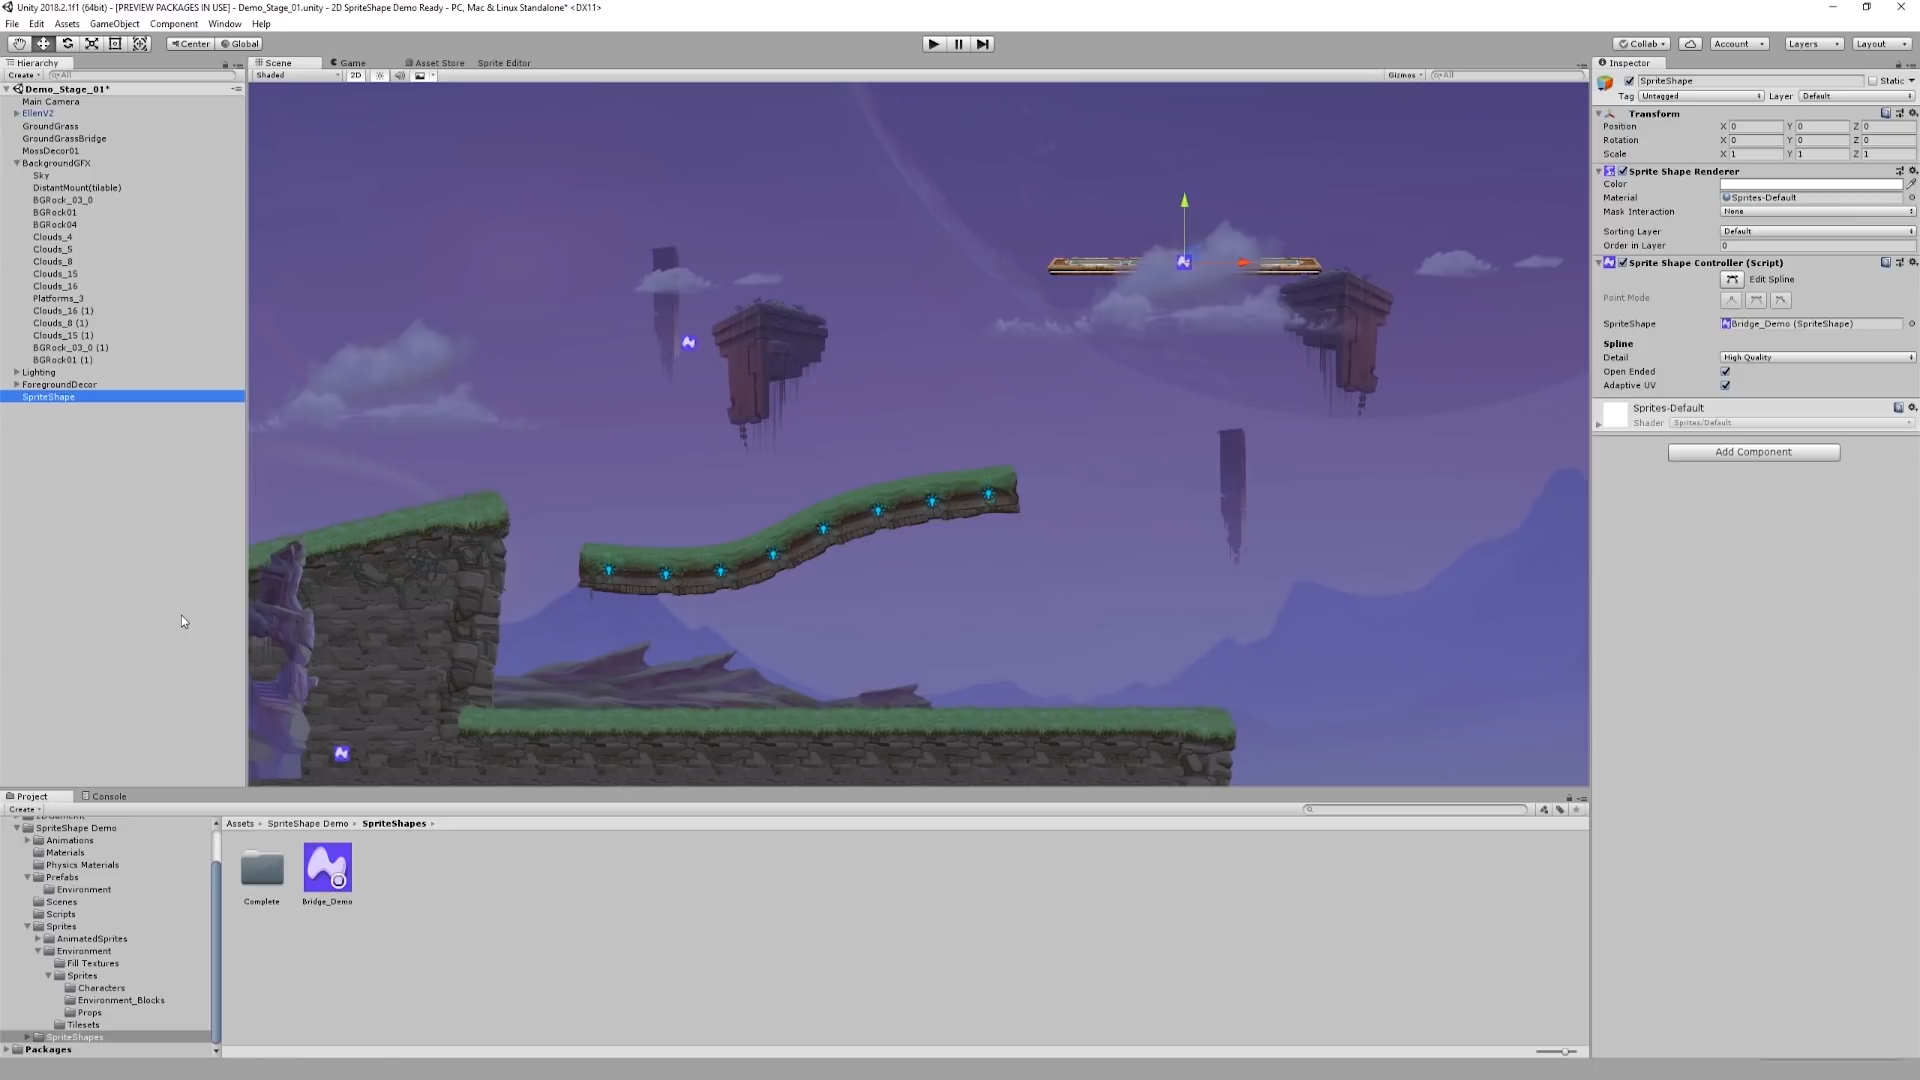 Unity 2018.2.1f1 (64bit) - [PREVIEW PACKAGES IN USE] - Demo_Stage_01.unity - 2D SpriteShape Demo Ready - PC, Mac & Linux Standalone* <DX11>
File Edit Assets GameObject Component Window Help
Center Global Collab Account Layers Layout
Hierarchy Scene Game Asset Store Sprite Editor Inspector
Create All Shaded 2D Gizmos All
SpriteShape Static
Tag Untagged Layer Default
Demo_Stage_01*
Main Camera
EllenV2
GroundGrass
GroundGrassBridge
MossDecor01
BackgroundGFX
Sky
DistantMount(tilable)
BGRock_03_0
BGRock01
BGRock04
Clouds_4
Clouds_5
Clouds_8
Clouds_15
Clouds_16
Platforms_3
Clouds_16 (1)
Clouds_8 (1)
Clouds_15 (1)
BGRock_03_0 (1)
BGRock01 (1)
Lighting
ForegroundDecor
SpriteShape
Transform
Position X 0 Y 0 Z 0
Rotation X 0 Y 0 Z 0
Scale X 1 Y 1 Z 1
Sprite Shape Renderer
Color
Material Sprites-Default
Mask Interaction None
Sorting Layer Default
Order in Layer 0
Sprite Shape Controller (Script)
Edit Spline
Point Mode
SpriteShape Bridge_Demo (SpriteShape)
Spline
Detail High Quality
Open Ended
Adaptive UV
Sprites-Default
Shader Sprites/Default
Add Component
Project Console
Create
SpriteShape Demo
Animations
Materials
Physics Materials
Prefabs
Environment
Scenes
Scripts
Sprites
AnimatedSprites
Environment
Fill Textures
Sprites
Characters
Environment_Blocks
Props
Tilesets
SpriteShapes
Packages
Assets SpriteShape Demo SpriteShapes
Complete Bridge_Demo